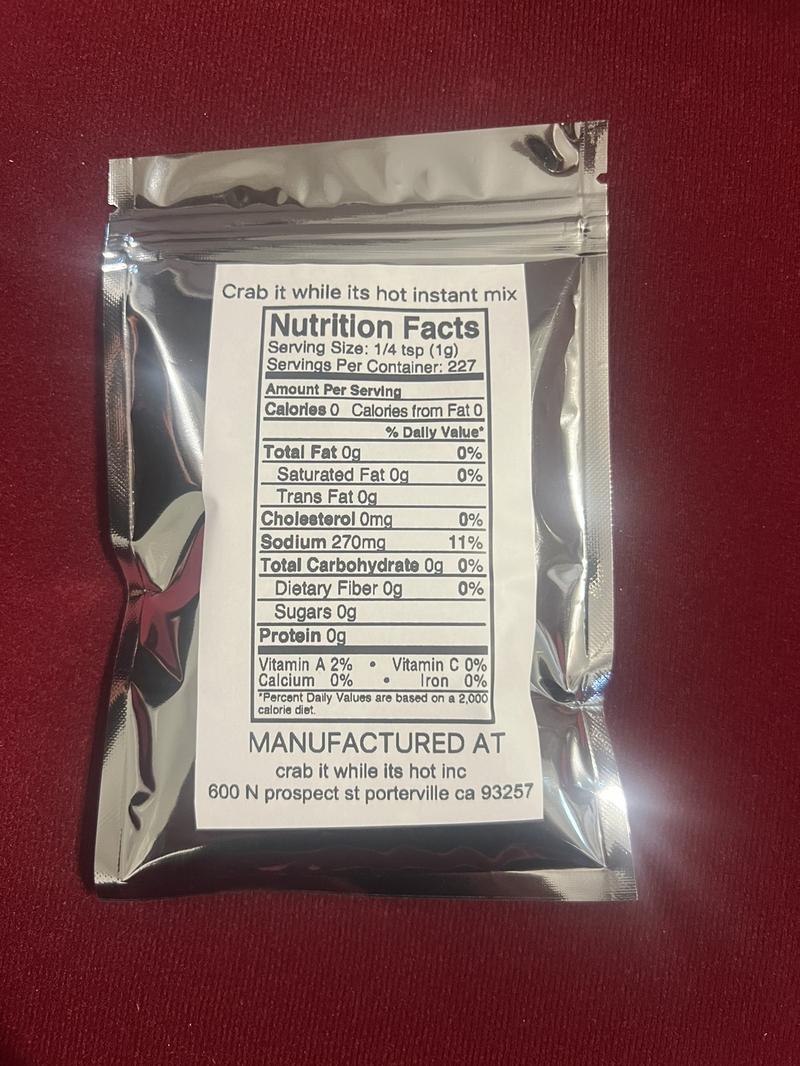 Crab it while its hot instant mix
Nutrition Facts
Serving Size: 1/4 tsp (1g)
Servings Per Container: 227
Amount Per Serving
Calories 0 Calories from Fat 0
% Daily Value*
Total Fat 0g 0%
Saturated Fat 0g 0%
Trans Fat 0g
Cholesterol 0mg 0%
Sodium 270mg 11%
Total Carbohydrate 0g 0%
Dietary Fiber 0g 0%
Sugars 0g
Protein 0g
Vitamin A 2% • Vitamin C 0%
Calcium 0% • Iron 0%
*Percent Daily Values are based on a 2,000
calorie diet.
MANUFACTURED AT
crab it while its hot inc
600 N prospect st porterville ca 93257